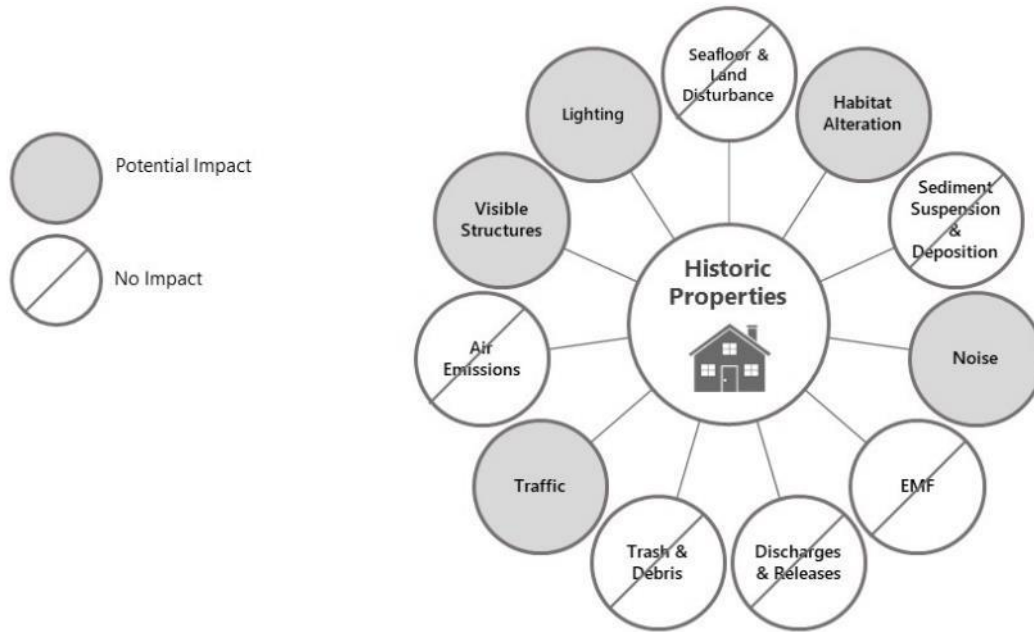 Potential Impact
No Impact
Seafloor &
Land
Disturbance
Lighting
Habitat
Alteration
Visible
Structures
Sediment
Suspension
&
Deposition
Historic
Properties
Air
Emissions
Noise
Traffic
EMF
Trash &
Debris
Discharges
& Releases